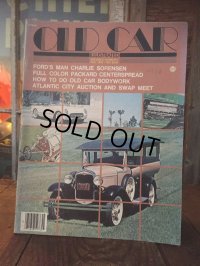 OLD CAR
FORD'S MAN CHARLIE SORENSEN
FULL COLOR PACKARD CENTERSPREAD
HOW TO DO OLD CAR BODYWORK
ATLANTIC CITY AUCTION AND SWAP MEET
SOLD OUT